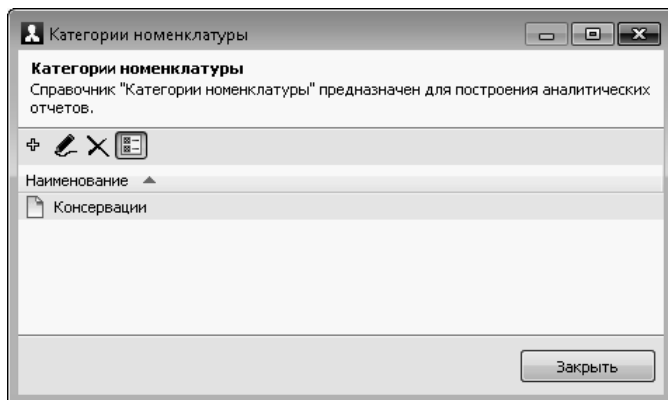 Категории номенклатуры
Категории номенклатуры
Справочник "Категории номенклатуры" предназначен для построения аналитических
отчетов.
Наименование
Консервации
Закрыть